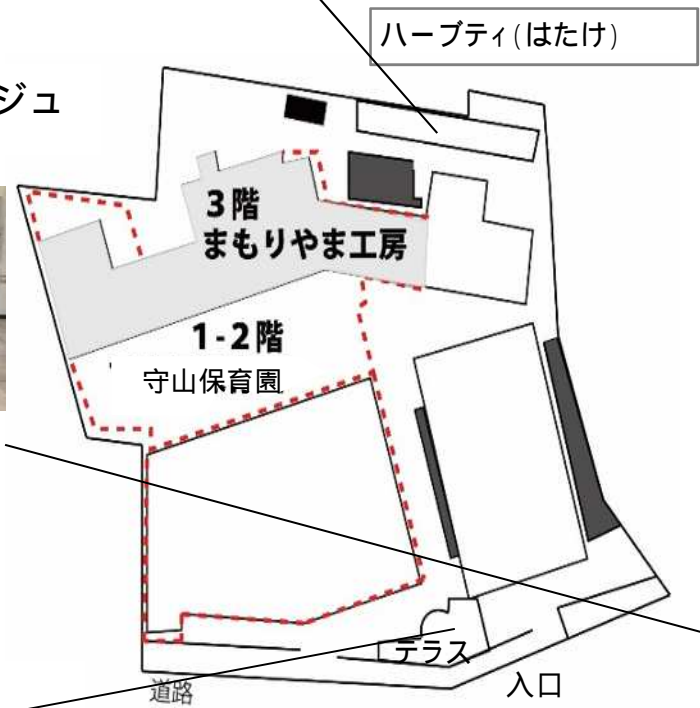 ハーブティ(はたけ)
ジュ
3階
まもりやま工房
1-2階
守山保育園
テラス
入口
道路